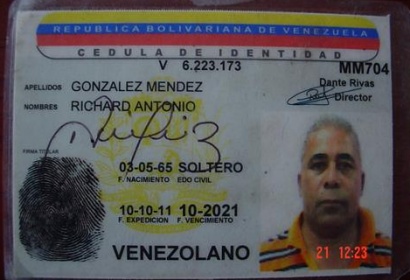 REPUBLICA BOLIVARIANA DE VENEZUELA
CEDULA DE IDENTIDAD
V 6.223.173
MM704
Dante Rivas
Director
APELLIDOS GONZALEZ MENDEZ
NOMBRES RICHARD ANTONIO
FIRMA TITULAR
03-05-65 SOLTERO
F. NACIMIENTO EDO CIVIL
10-10-11 10-2021
F. EXPEDICION F. VENCIMIENTO
VENEZOLANO
21 12:23